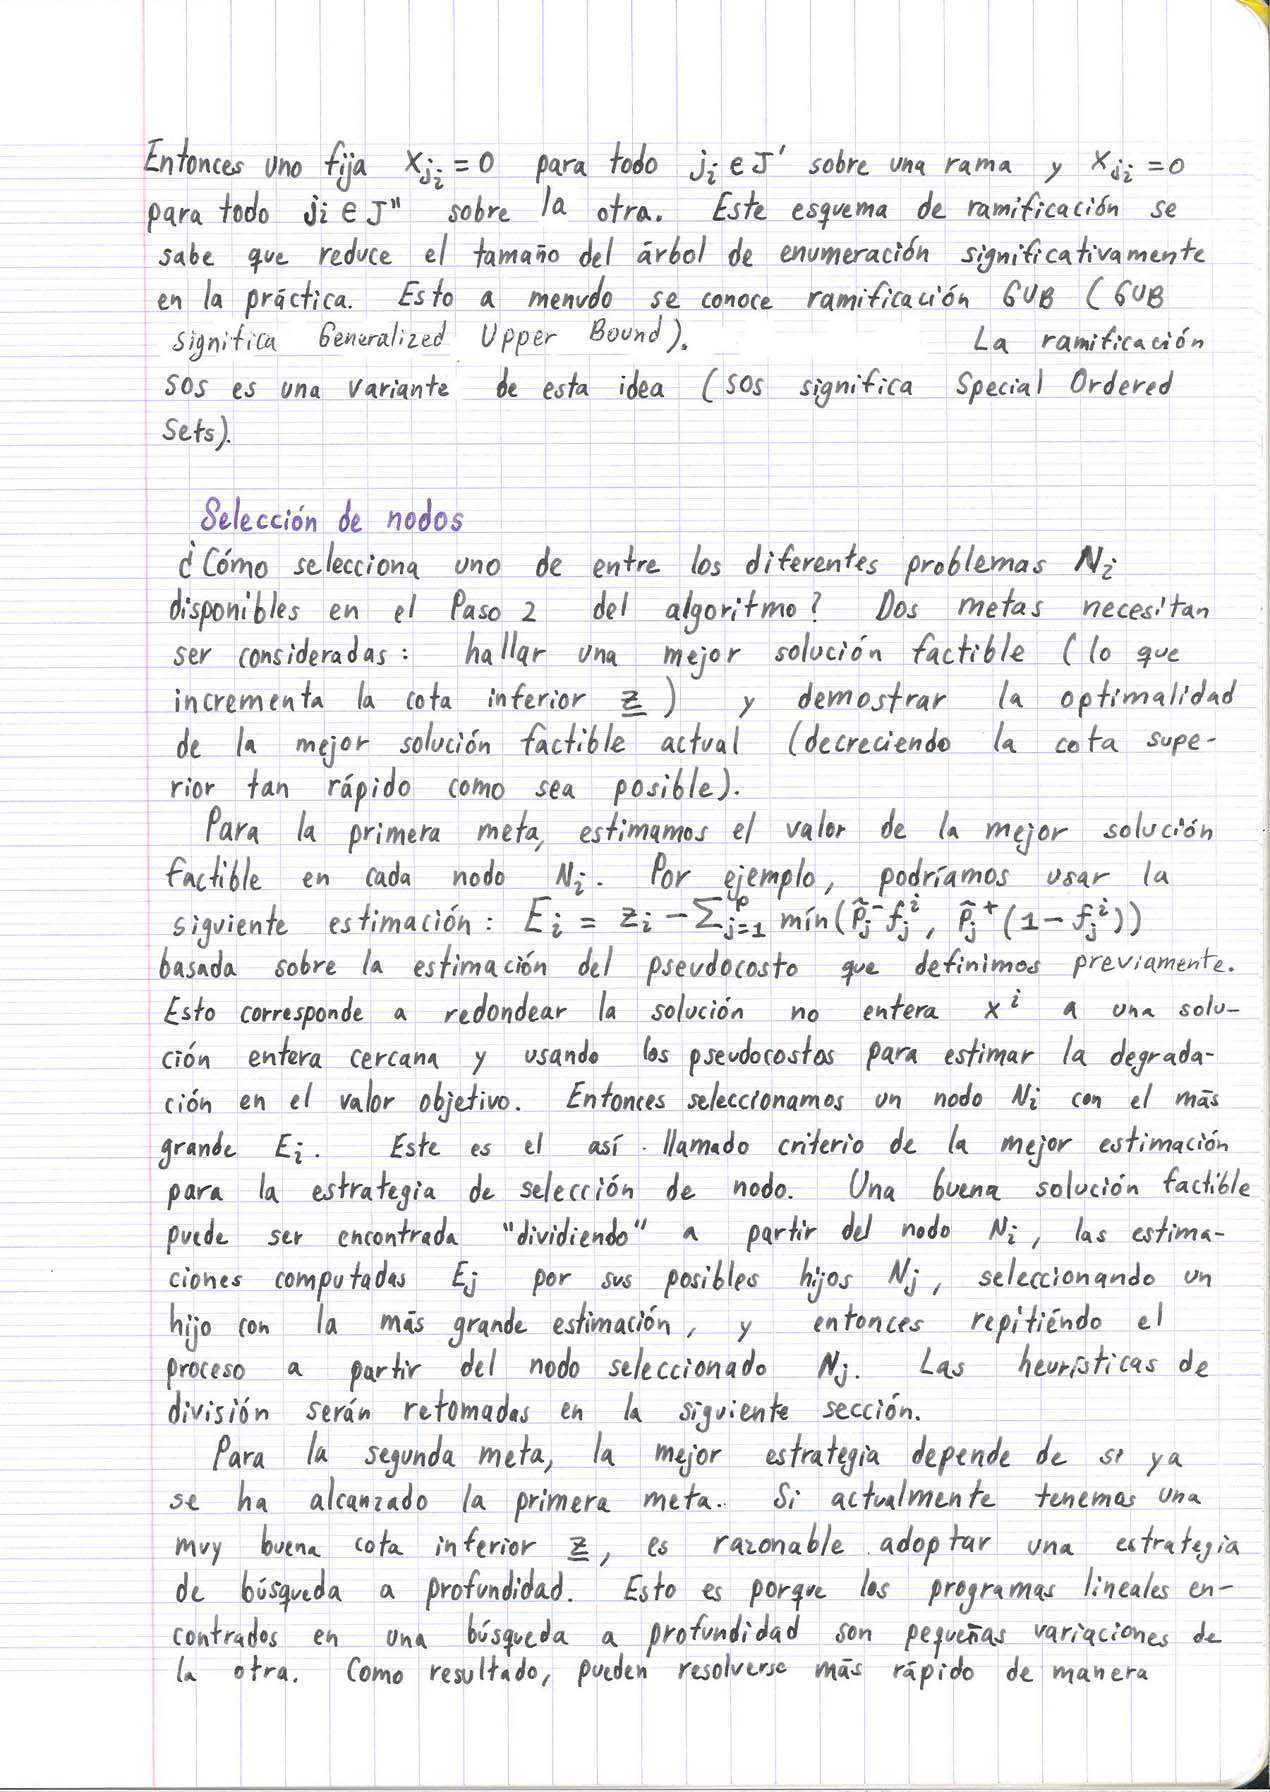 Entonces uno fija x_{j_i} = 0 para todo j_i ∈ J' sobre una rama y x_{j_i} = 0
para todo j_i ∈ J" sobre la otra. Este esquema de ramificación se
sabe que reduce el tamaño del árbol de enumeración significativamente
en la práctica. Esto a menudo se conoce ramificación GUB (GUB
significa Generalized Upper Bound). La ramificación
SOS es una variante de esta idea (SOS significa Special Ordered
Sets).
Selección de nodos
¿Cómo selecciona uno de entre los diferentes problemas N_i
disponibles en el Paso 2 del algoritmo? Dos metas necesitan
ser consideradas: hallar una mejor solución factible (lo que
incrementa la cota inferior z̲) y demostrar la optimalidad
de la mejor solución factible actual (decreciendo la cota supe-
rior tan rápido como sea posible).
Para la primera meta, estimamos el valor de la mejor solución
factible en cada nodo N_i. Por ejemplo, podríamos usar la
siguiente estimación: E_i = z_i - Σ_{j=1}^{p} mín(p̂_j^- f_j^i, p̂_j^+ (1 - f_j^i))
basada sobre la estimación del pseudocosto que definimos previamente.
Esto corresponde a redondear la solución no entera x^i a una solu-
ción entera cercana y usando los pseudocostos para estimar la degrada-
ción en el valor objetivo. Entonces seleccionamos un nodo N_i con el más
grande E_i. Este es el así llamado criterio de la mejor estimación
para la estrategia de selección de nodo. Una buena solución factible
puede ser encontrada "dividiendo" a partir del nodo N_i, las estima-
ciones computadas E_j por sus posibles hijos N_j, seleccionando un
hijo con la más grande estimación, y entonces repitiéndo el
proceso a partir del nodo seleccionado N_j. Las heurísticas de
división serán retomadas en la siguiente sección.
Para la segunda meta, la mejor estrategia depende de si ya
se ha alcanzado la primera meta. Si actualmente tenemos una
muy buena cota inferior z̲, es razonable adoptar una estrategia
de búsqueda a profundidad. Esto es porque los programas lineales en-
contrados en una búsqueda a profundidad son pequeñas variaciones de
la otra. Como resultado, pueden resolverse más rápido de manera